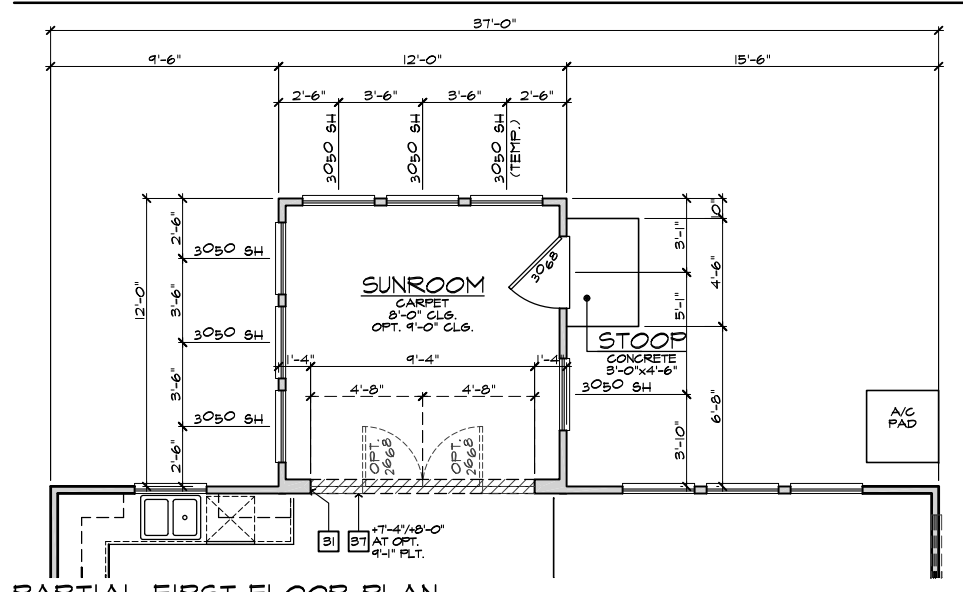 37'-0"
9'-6"
12'-0"
15'-6"
2'-6"
3'-6"
3'-6"
2'-6"
3050 SH
3050 SH
3050 SH
(TEMP.)
12'-0"
2'-6"
3'-6"
3'-6"
2'-6"
3050 SH
3050 SH
3050 SH
SUNROOM
CARPET
8'-0" CLG.
OPT. 9'-0" CLG.
3068
10"
3'-1"
4'-6"
5'-1"
STOOP
CONCRETE
3'-0"x4'-6"
3050 SH
6'-8"
3'-10"
1'-4"
9'-4"
1'-4"
4'-8"
4'-8"
OPT.
2668
OPT.
2668
A/C
PAD
31
37
+7'-4"/+8'-0"
AT OPT.
9'-1" PLT.
PARTIAL FIRST FLOOR PLAN